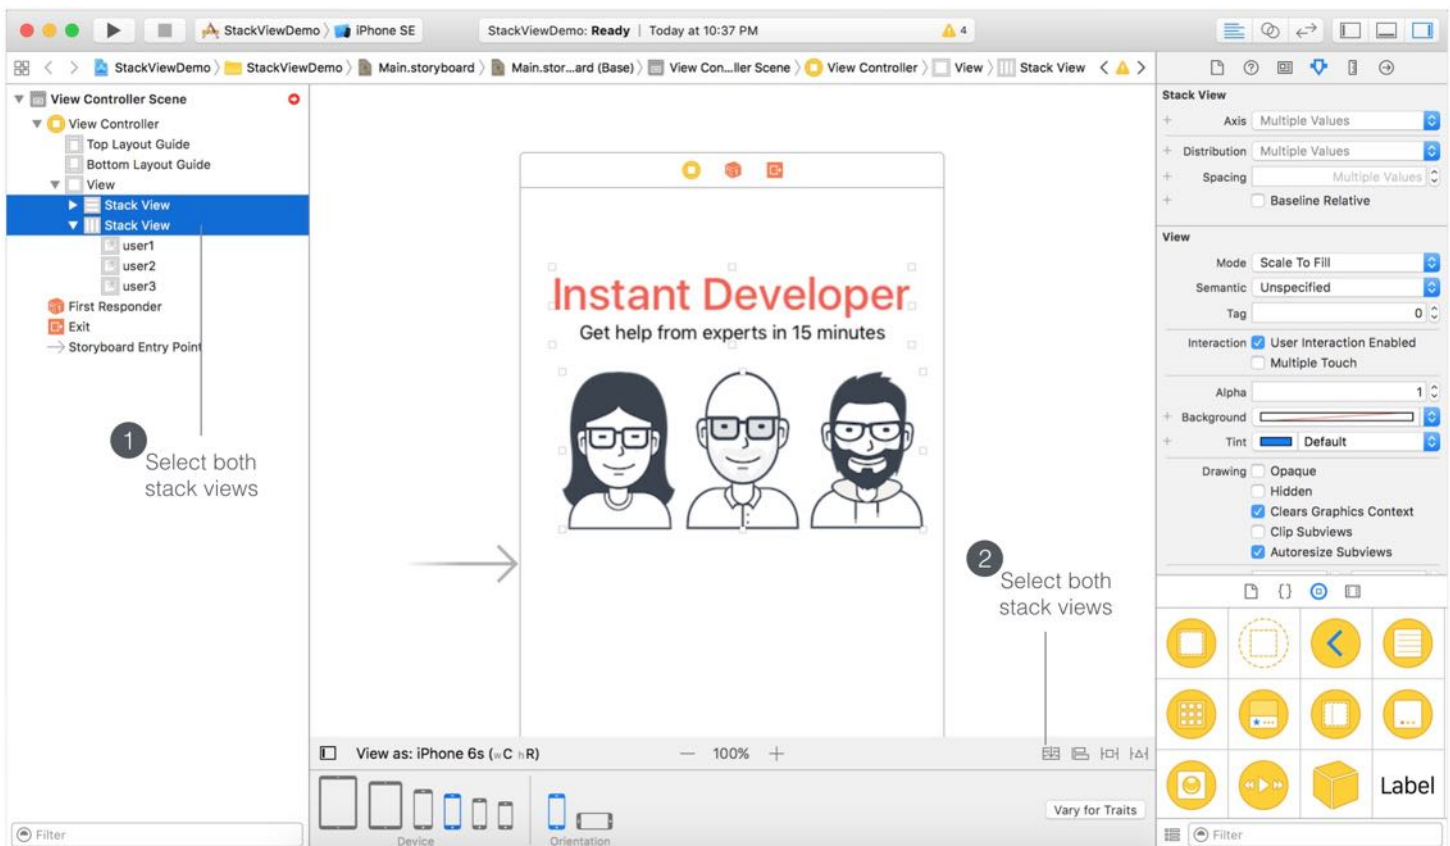 StackViewDemo iPhone SE StackViewDemo: Ready | Today at 10:37 PM 4
StackViewDemo StackViewDemo Main.storyboard Main.stor...ard (Base) View Con...ller Scene View Controller View Stack View
View Controller Scene
View Controller
Top Layout Guide
Bottom Layout Guide
View
Stack View
Stack View
user1
user2
user3
First Responder
Exit
Storyboard Entry Point
1
Select both
stack views
Filter
Instant Developer
Get help from experts in 15 minutes
2
Select both
stack views
View as: iPhone 6s (wC hR) — 100% +
Device
Orientation
Vary for Traits
Stack View
+ Axis Multiple Values
+ Distribution Multiple Values
+ Spacing Multiple Values
+ Baseline Relative
View
Mode Scale To Fill
Semantic Unspecified
Tag 0
Interaction User Interaction Enabled
Multiple Touch
Alpha 1
+ Background
+ Tint Default
Drawing Opaque
Hidden
Clears Graphics Context
Clip Subviews
Autoresize Subviews
{}
Label
Filter